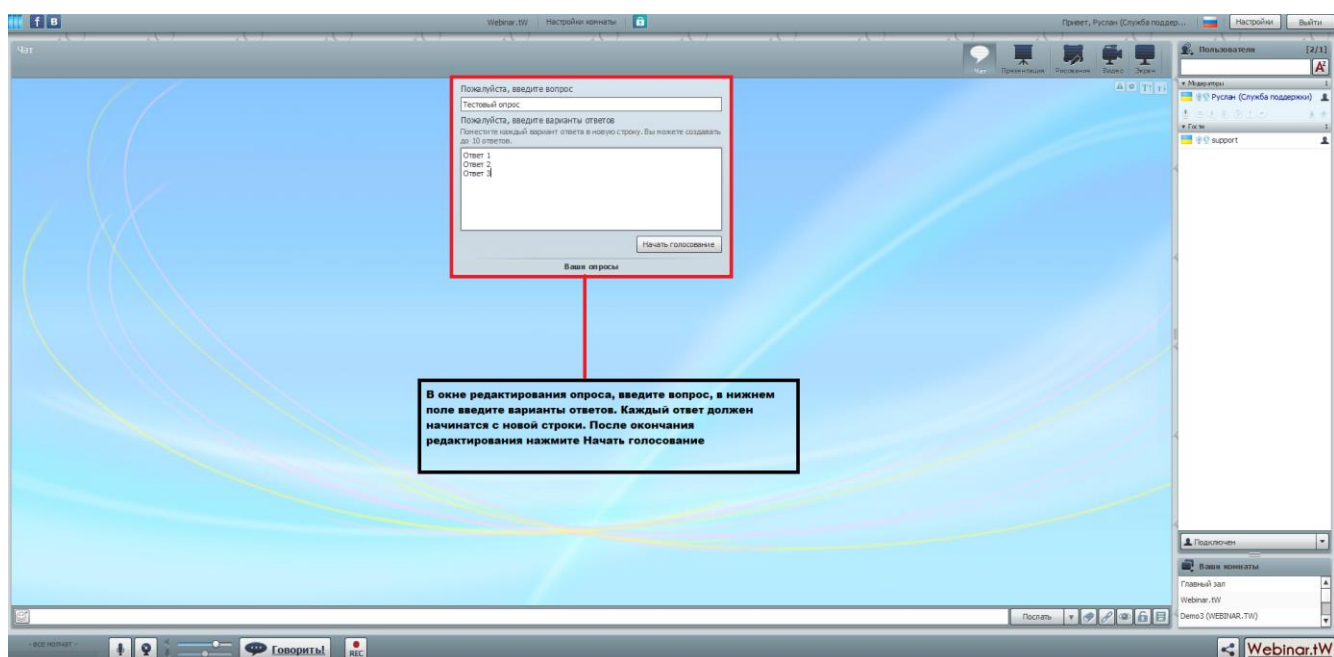 Webinar.tW
Настройки комнаты
Привет, Руслан (Служба поддер...
Настройки
Выйти
Чат
Чат
Презентация
Рисование
Видео
Экран
Пользователи
[2/1]
Модераторы
1
Руслан (Служба поддержки)
Гости
1
support
Пожалуйста, введите вопрос
Тестовый опрос
Пожалуйста, введите варианты ответов
Поместите каждый вариант ответа в новую строку. Вы можете создавать
до 10 ответов.
Ответ 1
Ответ 2
Ответ 3
Начать голосование
Ваши опросы
В окне редактирования опроса, введите вопрос, в нижнем
поле введите варианты ответов. Каждый ответ должен
начинатся с новой строки. После окончания
редактирования нажмите Начать голосование
Подключен
Ваши комнаты
Главный зал
Webinar.tW
Demo3 (WEBINAR.TW)
Послать
- все молчат -
Говорить!
REC
Webinar.tW